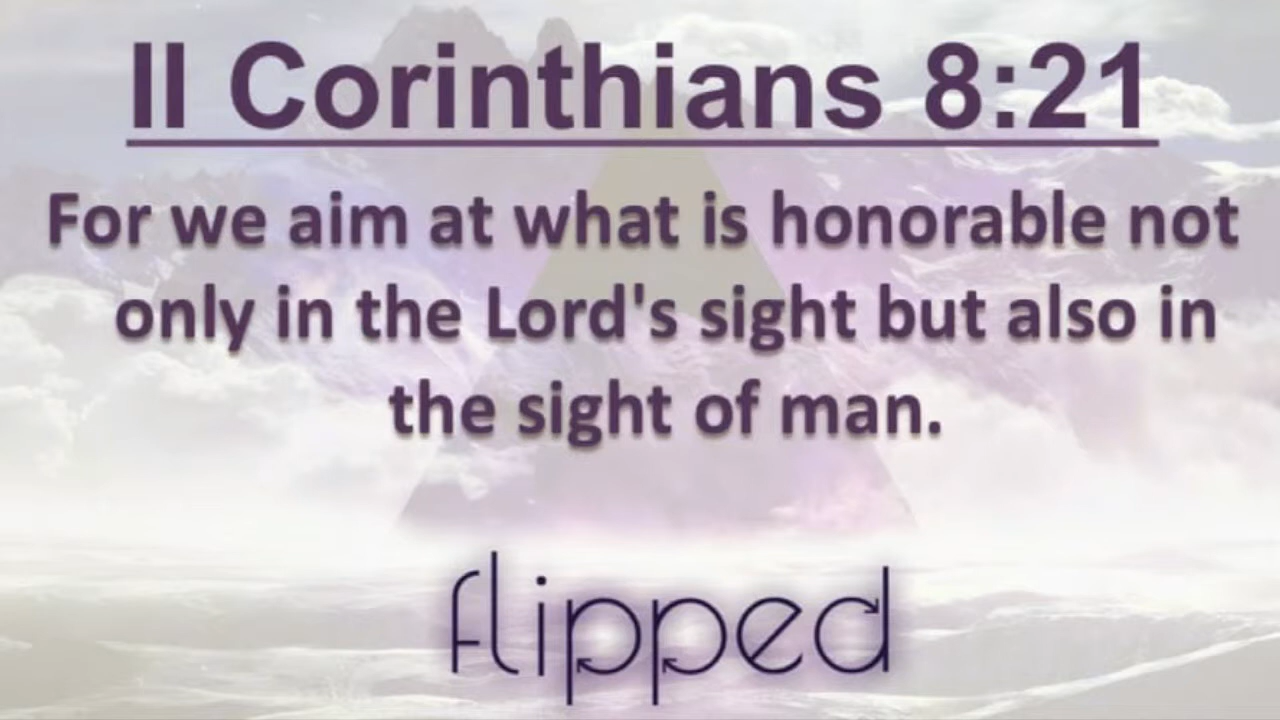 II Corinthians 8:21
For we aim at what is honorable not
only in the Lord's sight but also in
the sight of man.
flipped